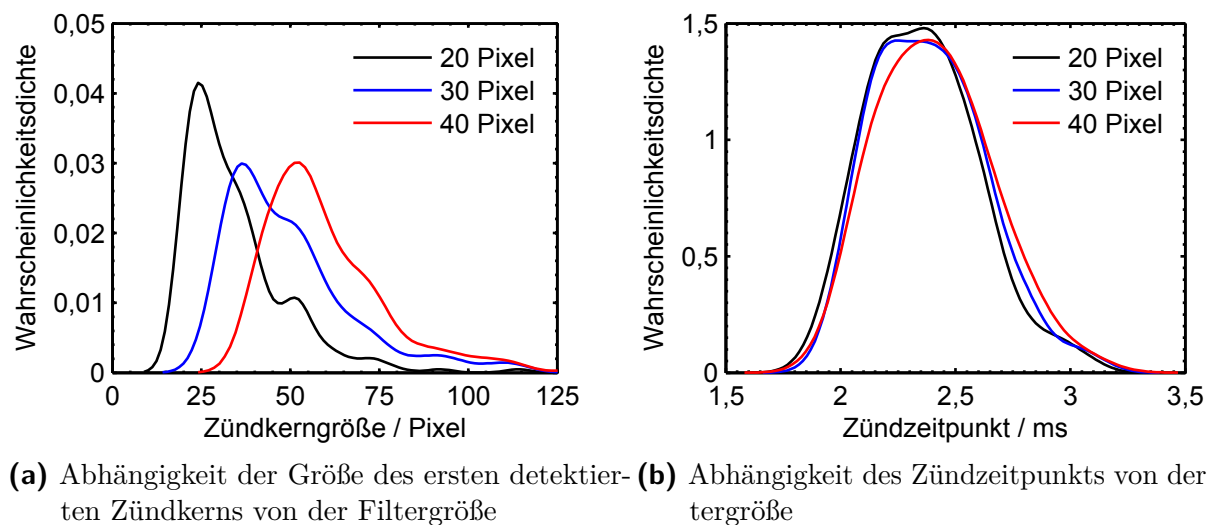 0,05
0,04
0,03
0,02
0,01
0
Wahrscheinlichkeitsdichte
20 Pixel
30 Pixel
40 Pixel
0 25 50 75 100 125
Zündkerngröße / Pixel
(a) Abhängigkeit der Größe des ersten detektier-
ten Zündkerns von der Filtergröße
1,5
1
0,5
0
Wahrscheinlichkeitsdichte
20 Pixel
30 Pixel
40 Pixel
1,5 2 2,5 3 3,5
Zündzeitpunkt / ms
(b) Abhängigkeit des Zündzeitpunkts von der
tergröße